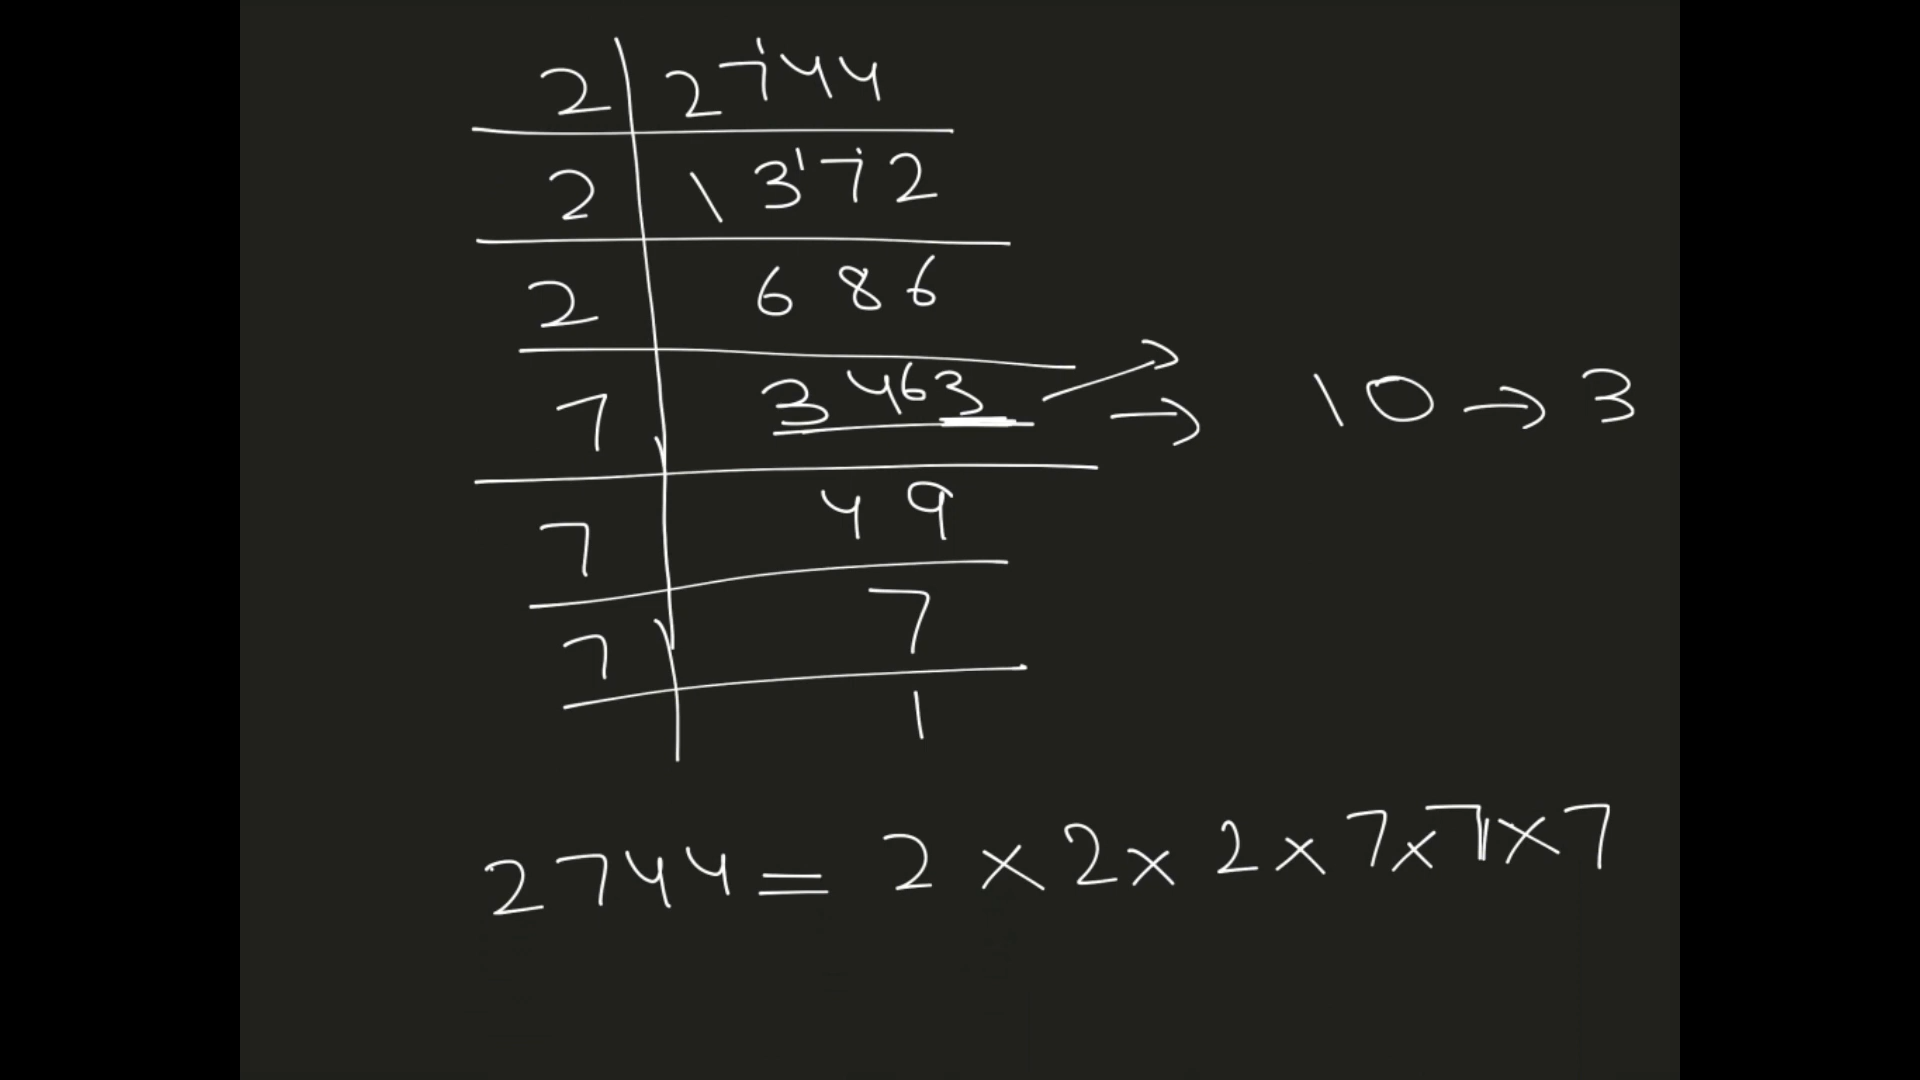 2 | 2744
2 | 1372
2 | 686
7 | 343 → → 10 → 3
7 | 49
7 | 7
1
2744 = 2 × 2 × 2 × 7 × 7 × 7